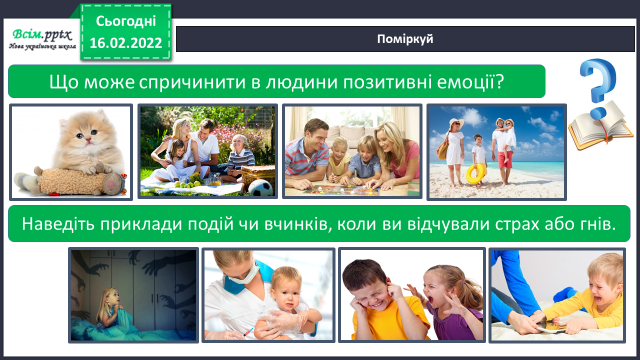 Всім.pptx
Нова українська школа
Сьогодні
16.02.2022
Поміркуй
Що може спричинити в людини позитивні емоції?
Наведіть приклади подій чи вчинків, коли ви відчували страх або гнів.